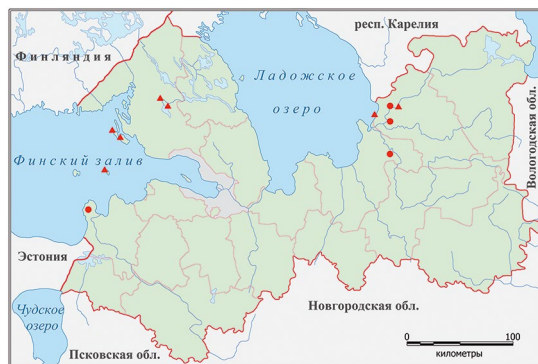 респ. Карелия
Финляндия
Ладожское
озеро
Вологодская обл.
Финский залив
Эстония
Чудское
озеро
Новгородская обл.
Псковская обл.
0 100
километры